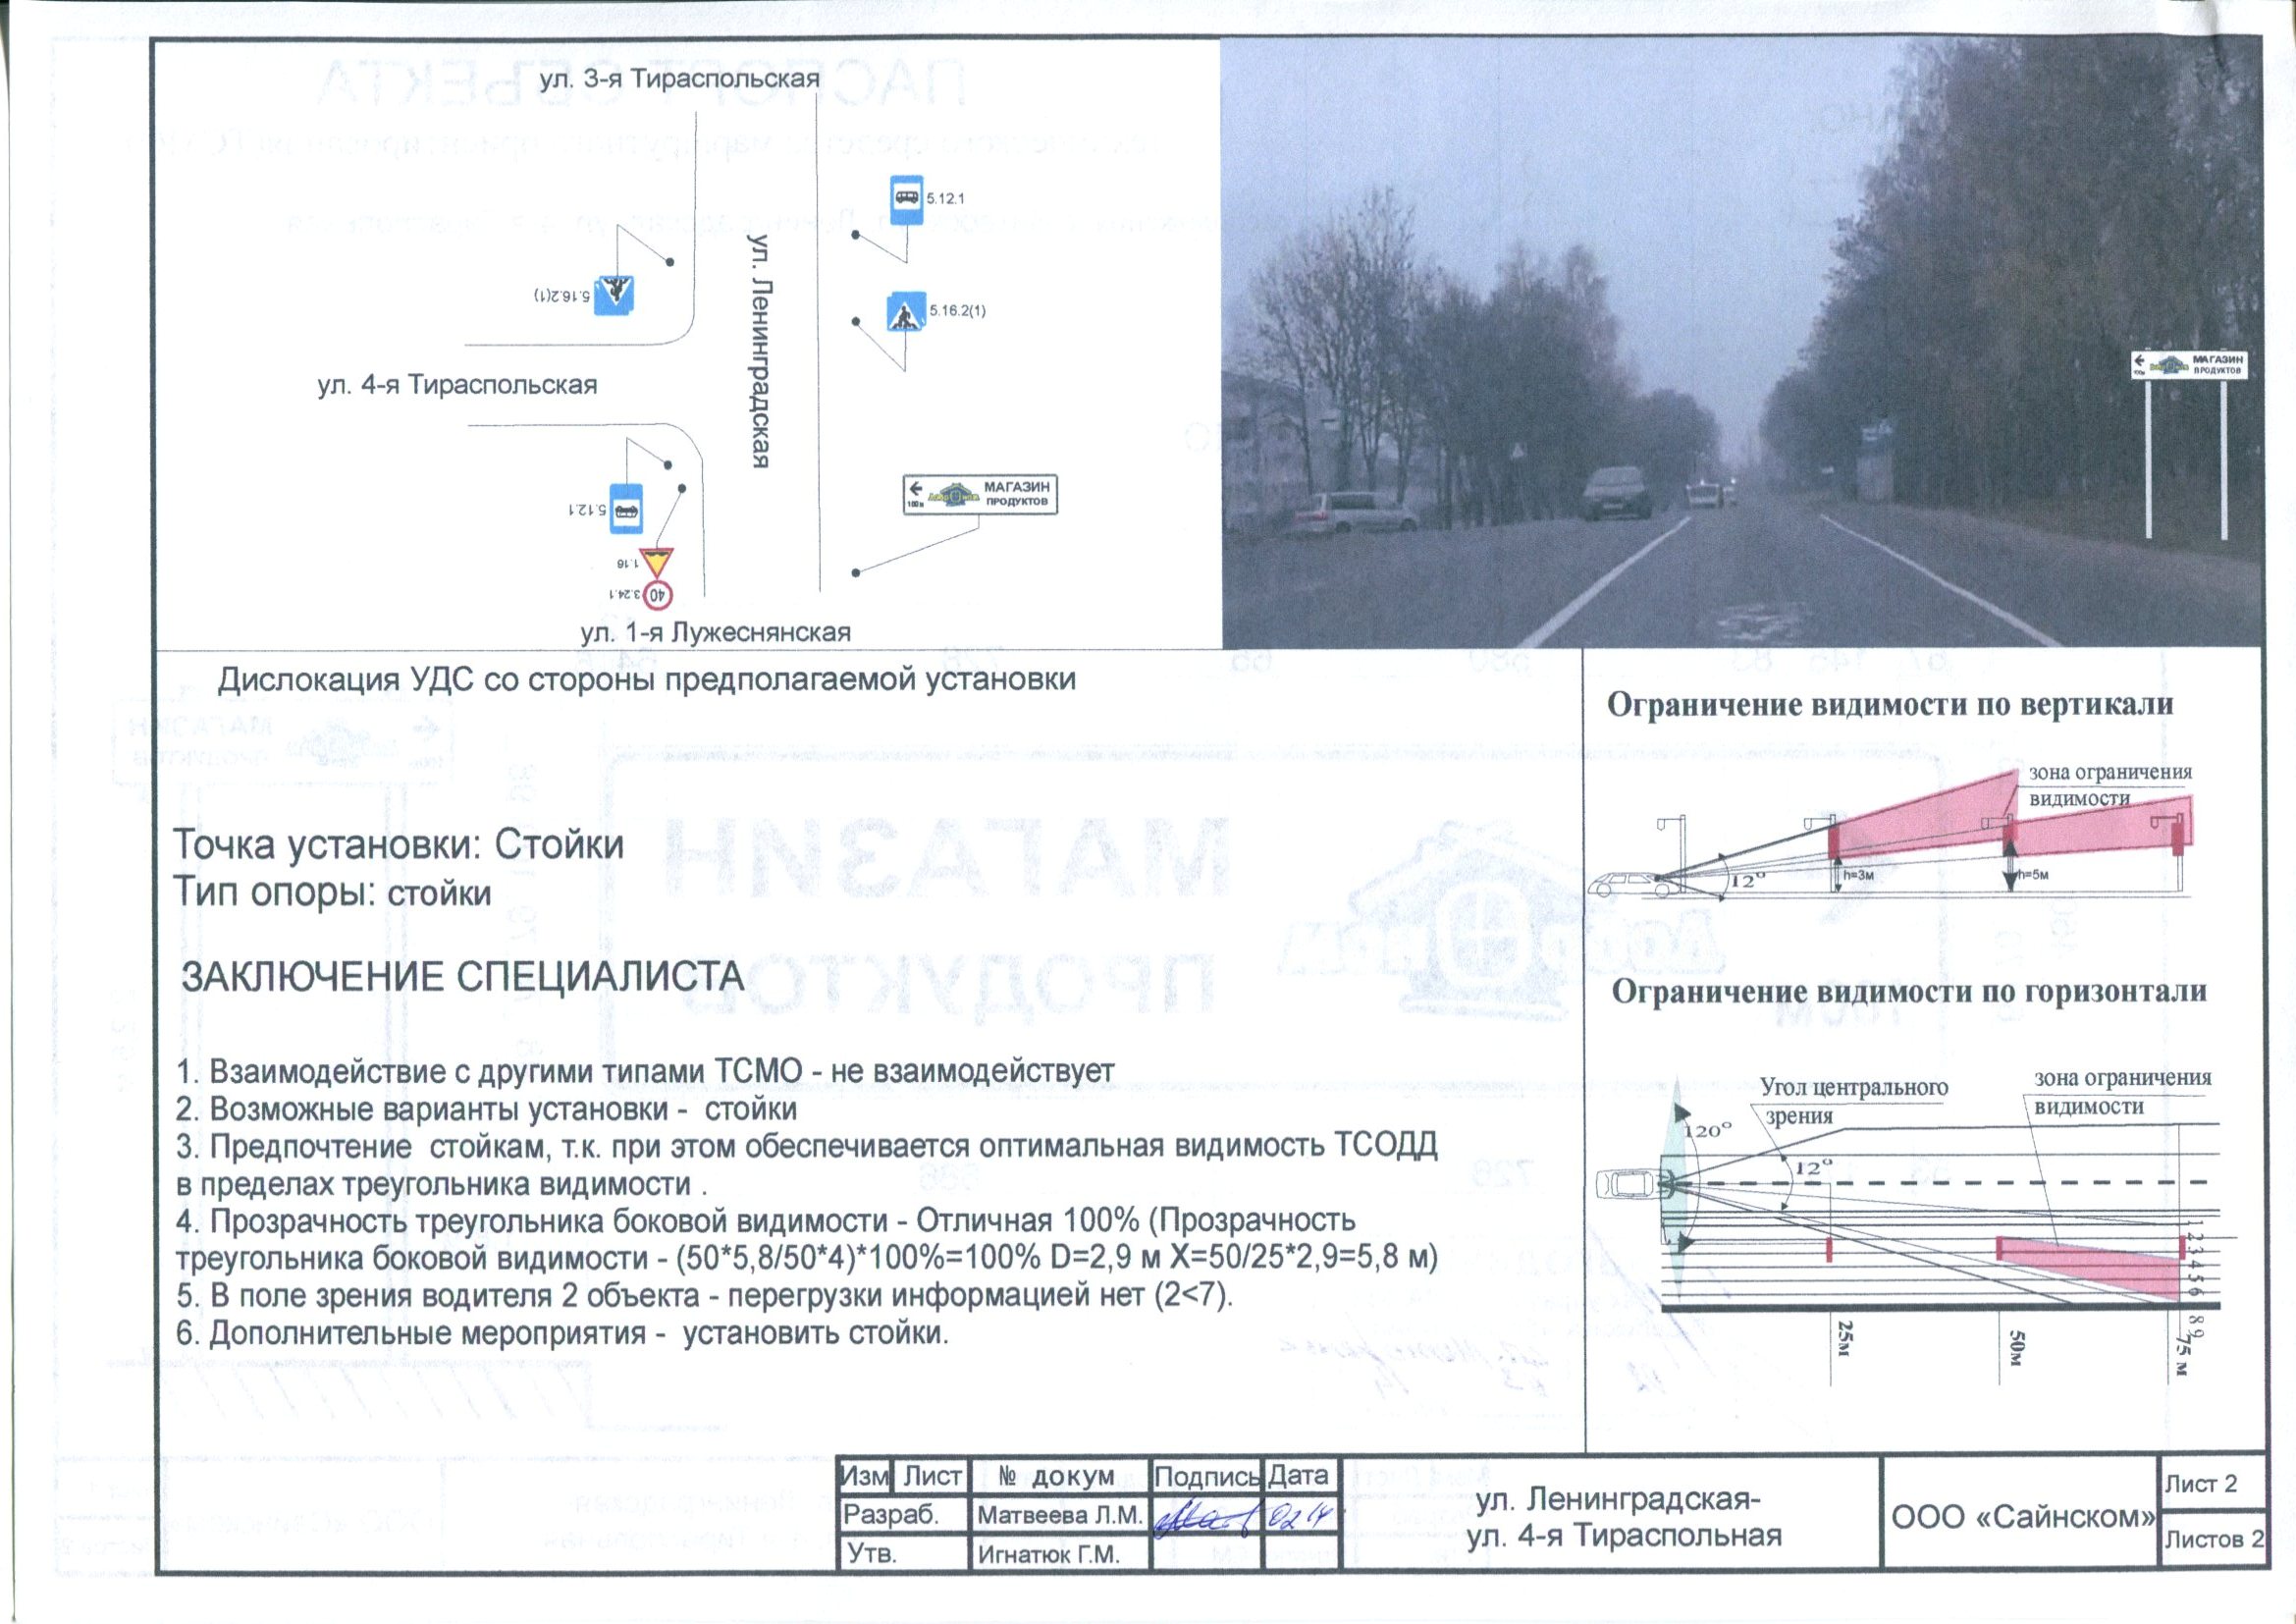 ул. 3-я Тираспольская
5.12.1
5.16.2(1)
5.16.2(1)
ул. Ленинградская
ул. 4-я Тираспольская
5.12.1
1.16
40
3.24.1
100м
МАГАЗИН
ПРОДУКТОВ
ул. 1-я Лужеснянская
МАГАЗИН
ПРОДУКТОВ
Дислокация УДС со стороны предполагаемой установки
Точка установки: Стойки
Тип опоры: стойки
ЗАКЛЮЧЕНИЕ СПЕЦИАЛИСТА
1. Взаимодействие с другими типами ТСМО - не взаимодействует
2. Возможные варианты установки - стойки
3. Предпочтение стойкам, т.к. при этом обеспечивается оптимальная видимость ТСОДД
в пределах треугольника видимости .
4. Прозрачность треугольника боковой видимости - Отличная 100% (Прозрачность
треугольника боковой видимости - (50*5,8/50*4)*100%=100% D=2,9 м X=50/25*2,9=5,8 м)
5. В поле зрения водителя 2 объекта - перегрузки информацией нет (2<7).
6. Дополнительные мероприятия - установить стойки.
Ограничение видимости по вертикали
зона ограничения
видимости
12°
h=3м
h=5м
Ограничение видимости по горизонтали
Угол центрального
зрения
зона ограничения
видимости
120°
12°
1 2 3 4 5 6 8 9
25м
50м
75 м
Изм Лист № докум Подпись Дата
Разраб. Матвеева Л.М. 02 14
Утв. Игнатюк Г.М.
ул. Ленинградская-
ул. 4-я Тираспольная
ООО «Сайнском»
Лист 2
Листов 2